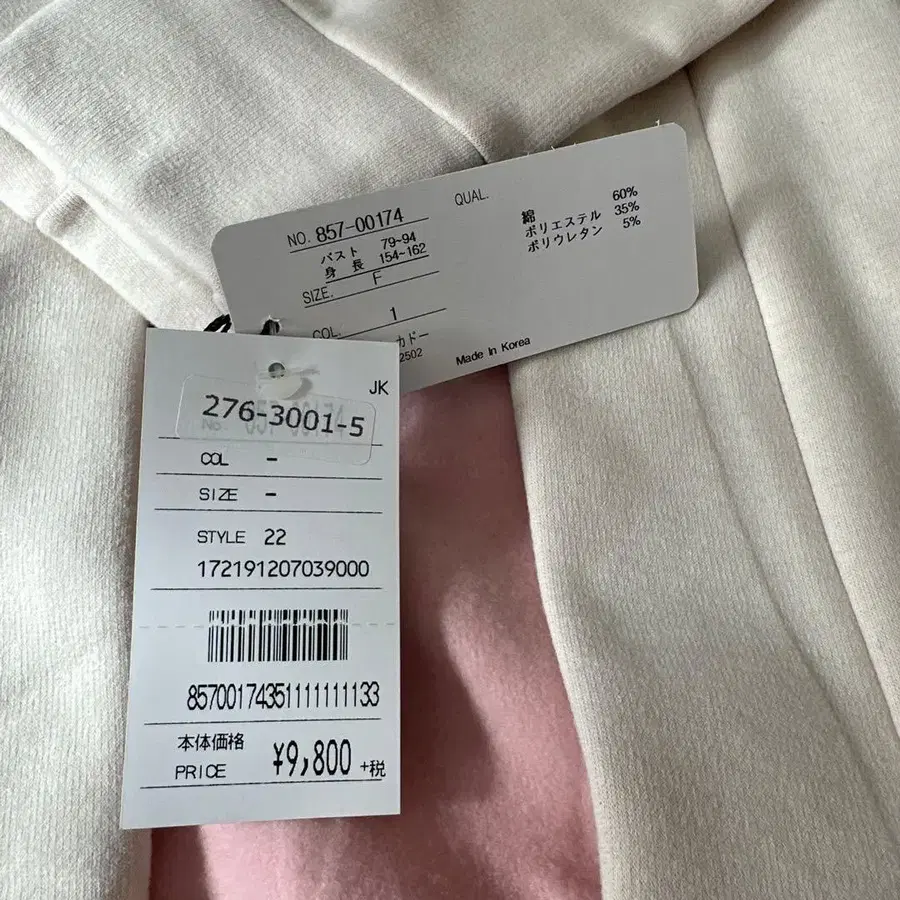 NO. 857-00174
バスト 79~94
身長 154~162
SIZE. F
COL. 1
カドー
2502
QUAL.
綿 60%
ポリエステル 35%
ポリウレタン 5%
Made In Korea
JK
276-3001-5
COL -
SIZE -
STYLE 22
172191207039000
85700174351111111133
本体価格
PRICE ¥9,800 +税